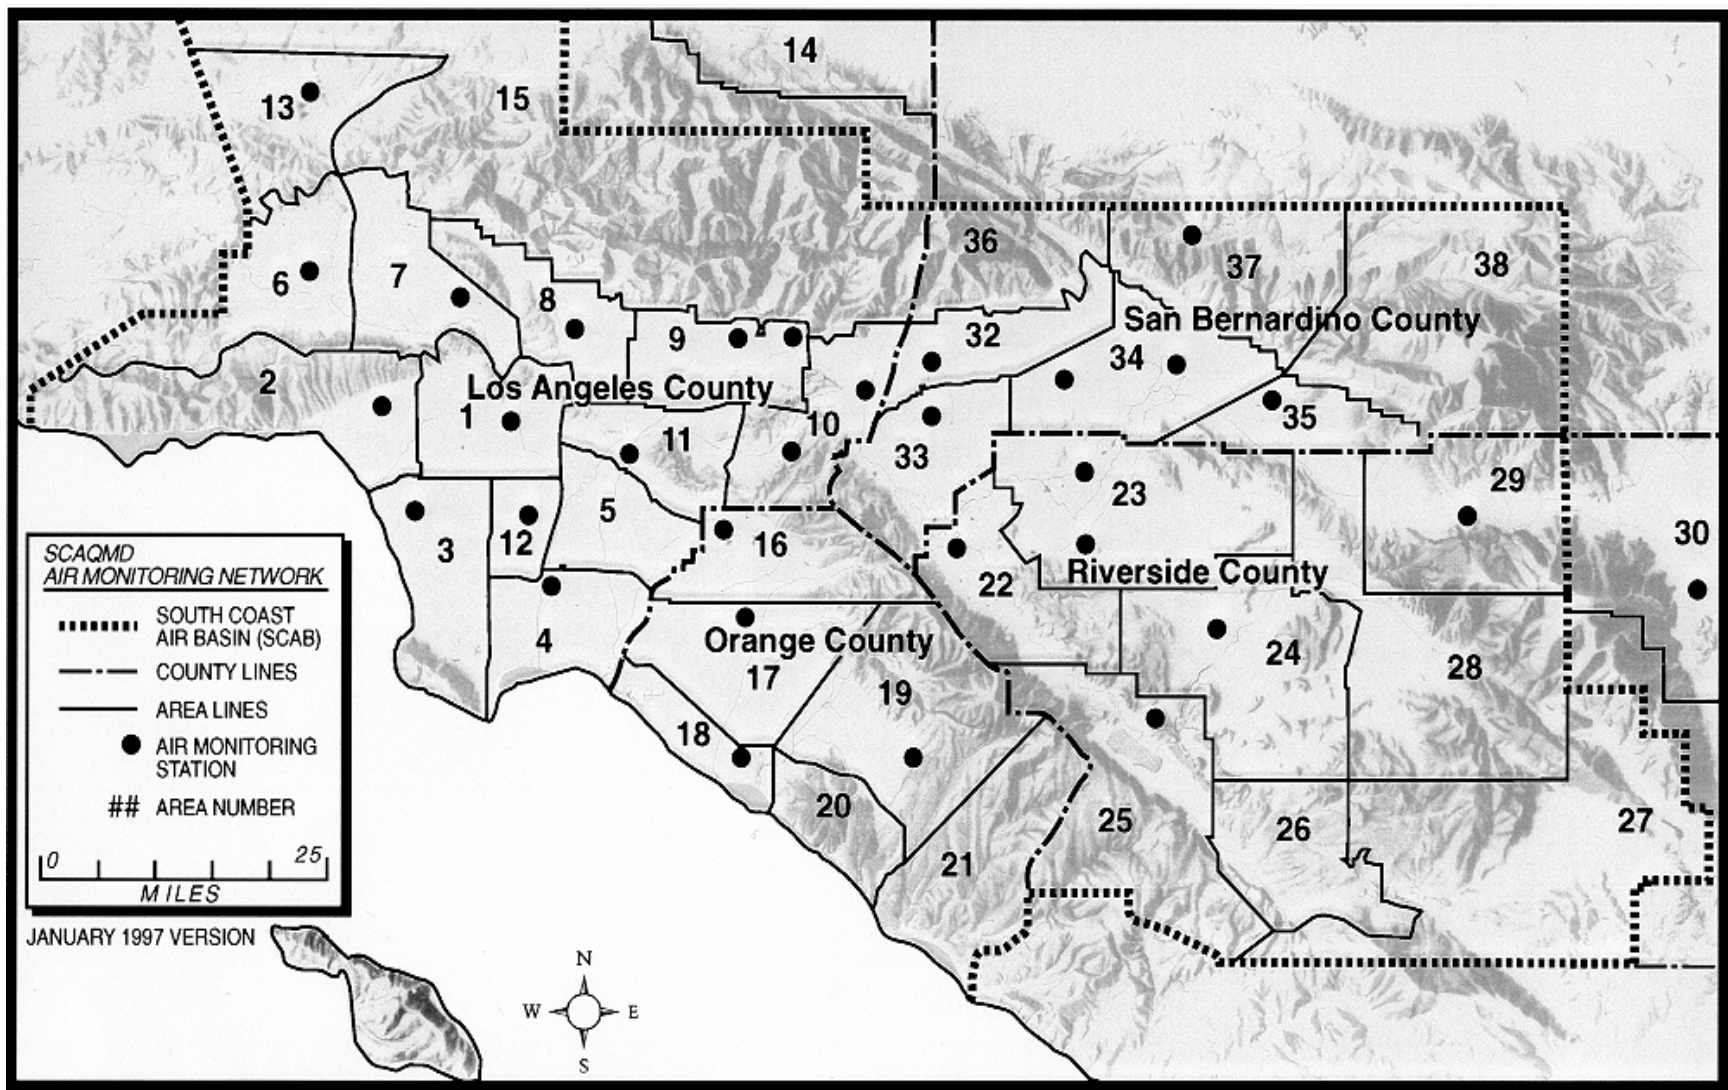 14
15
13
36
37
38
6
7
8
San Bernardino County
9
32
34
2
Los Angeles County
1
10
35
11
33
29
23
5
12
16
3
30
Riverside County
22
Orange County
4
24
28
17
19
18
20
25
26
27
21
SCAQMD
AIR MONITORING NETWORK
SOUTH COAST
AIR BASIN (SCAB)
COUNTY LINES
AREA LINES
AIR MONITORING
STATION
## AREA NUMBER
0 25
MILES
JANUARY 1997 VERSION
N
W E
S